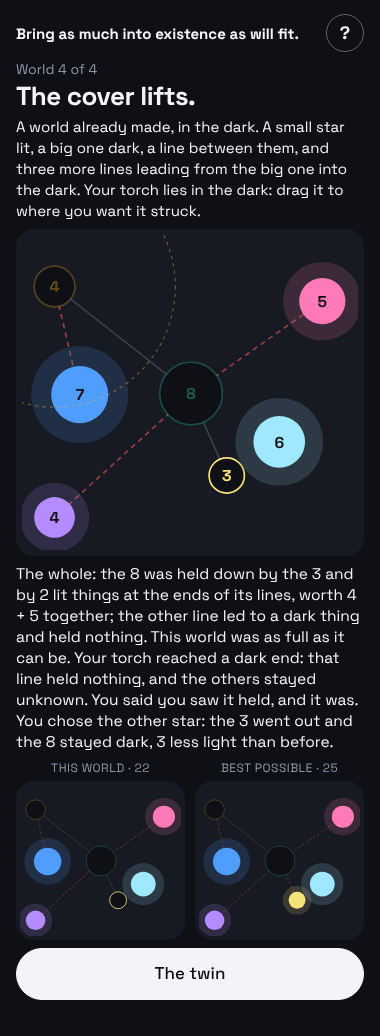 Bring as much into existence as will fit.
?
World 4 of 4
The cover lifts.
A world already made, in the dark. A small star
lit, a big one dark, a line between them, and
three more lines leading from the big one into
the dark. Your torch lies in the dark: drag it to
where you want it struck.
4
5
7
8
6
3
4
The whole: the 8 was held down by the 3 and
by 2 lit things at the ends of its lines, worth 4
+ 5 together; the other line led to a dark thing
and held nothing. This world was as full as it
can be. Your torch reached a dark end: that
line held nothing, and the others stayed
unknown. You said you saw it held, and it was.
You chose the other star: the 3 went out and
the 8 stayed dark, 3 less light than before.
THIS WORLD · 22
BEST POSSIBLE · 25
The twin